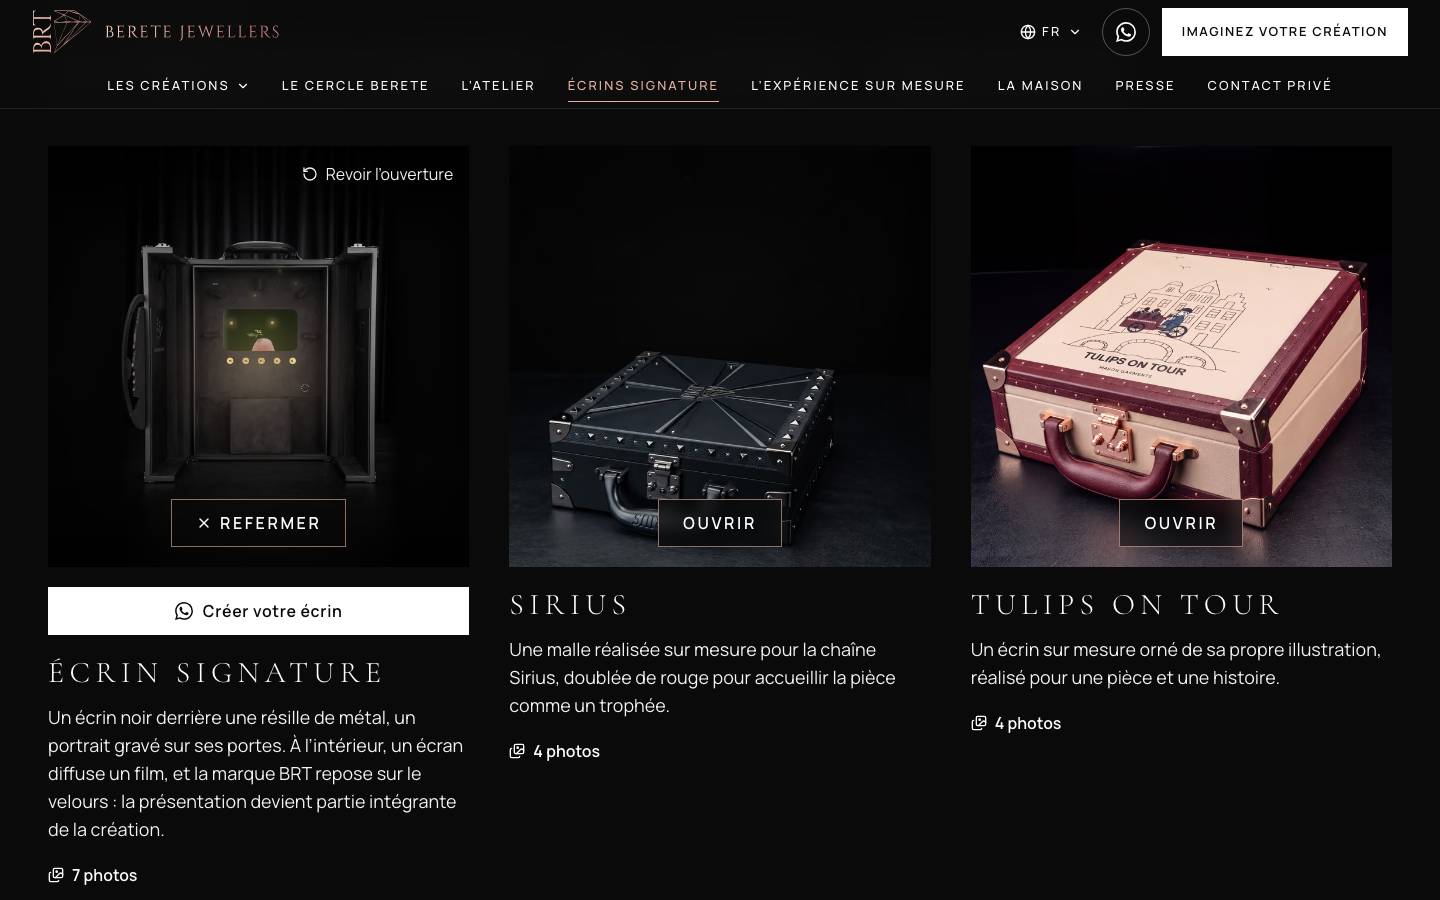 BRT
BERETE JEWELLERS
FR
IMAGINEZ VOTRE CRÉATION
LES CRÉATIONS
LE CERCLE BERETE
L'ATELIER
ÉCRINS SIGNATURE
L'EXPÉRIENCE SUR MESURE
LA MAISON
PRESSE
CONTACT PRIVÉ
Revoir l'ouverture
REFERMER
OUVRIR
TULIPS ON TOUR
OUVRIR
Créer votre écrin
ÉCRIN SIGNATURE
Un écrin noir derrière une résille de métal, un
portrait gravé sur ses portes. À l'intérieur, un écran
diffuse un film, et la marque BRT repose sur le
velours : la présentation devient partie intégrante
de la création.
7 photos
SIRIUS
Une malle réalisée sur mesure pour la chaîne
Sirius, doublée de rouge pour accueillir la pièce
comme un trophée.
4 photos
TULIPS ON TOUR
Un écrin sur mesure orné de sa propre illustration,
réalisé pour une pièce et une histoire.
4 photos